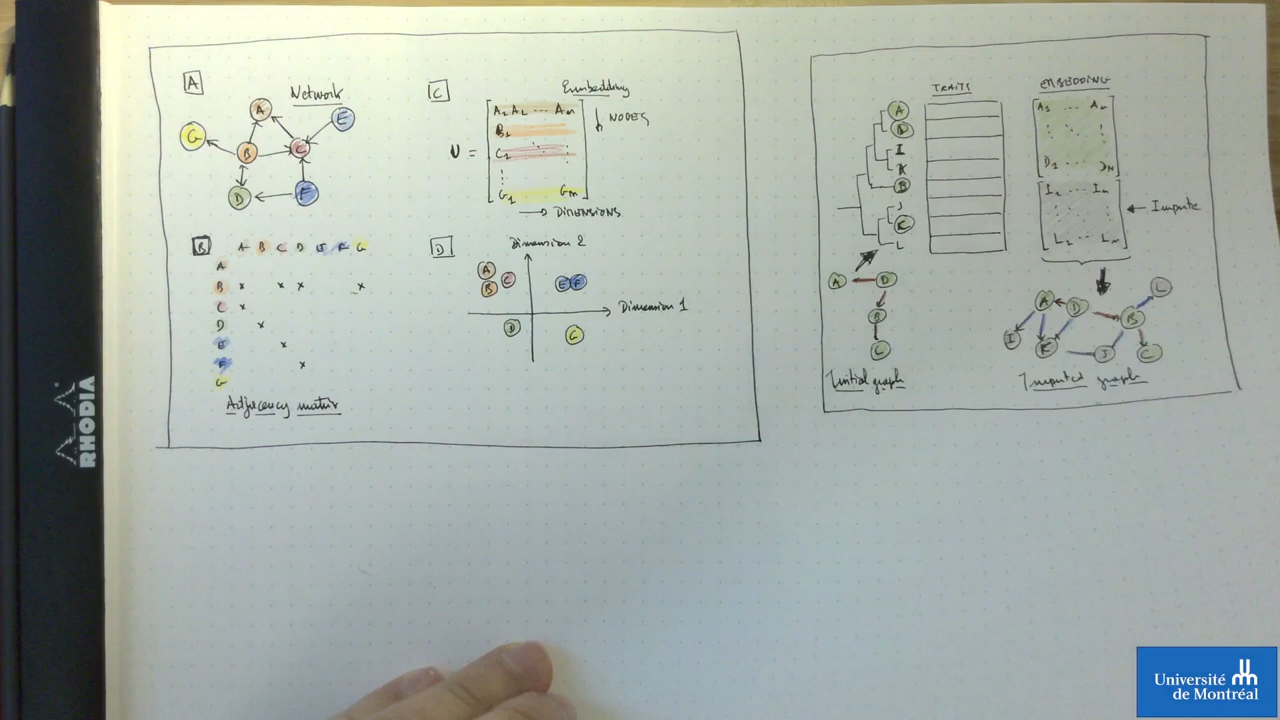 A
Network
A
E
G
B
C
D
F
B
A B C D E F G
A
B x x x x
C x
D x
E x
F x
G
Adjacency matrix
C
Embedding
A1 A2 ... Am
B1
C1
G1 Gm
U =
↓ NODES
→ DIMENSIONS
D
Dimension 2
A
B
C
E F
Dimension 1
D
G
TRAITS
EMBEDDING
A
D
I
K
B
J
L
A1 ... An
D1
I1 ... In
L1 ... Ln
← Impute
A
D
B
C
Initial graph
A
D
B
L
I
K
J
C
Imputed graph
RHODIA
Université
de Montréal